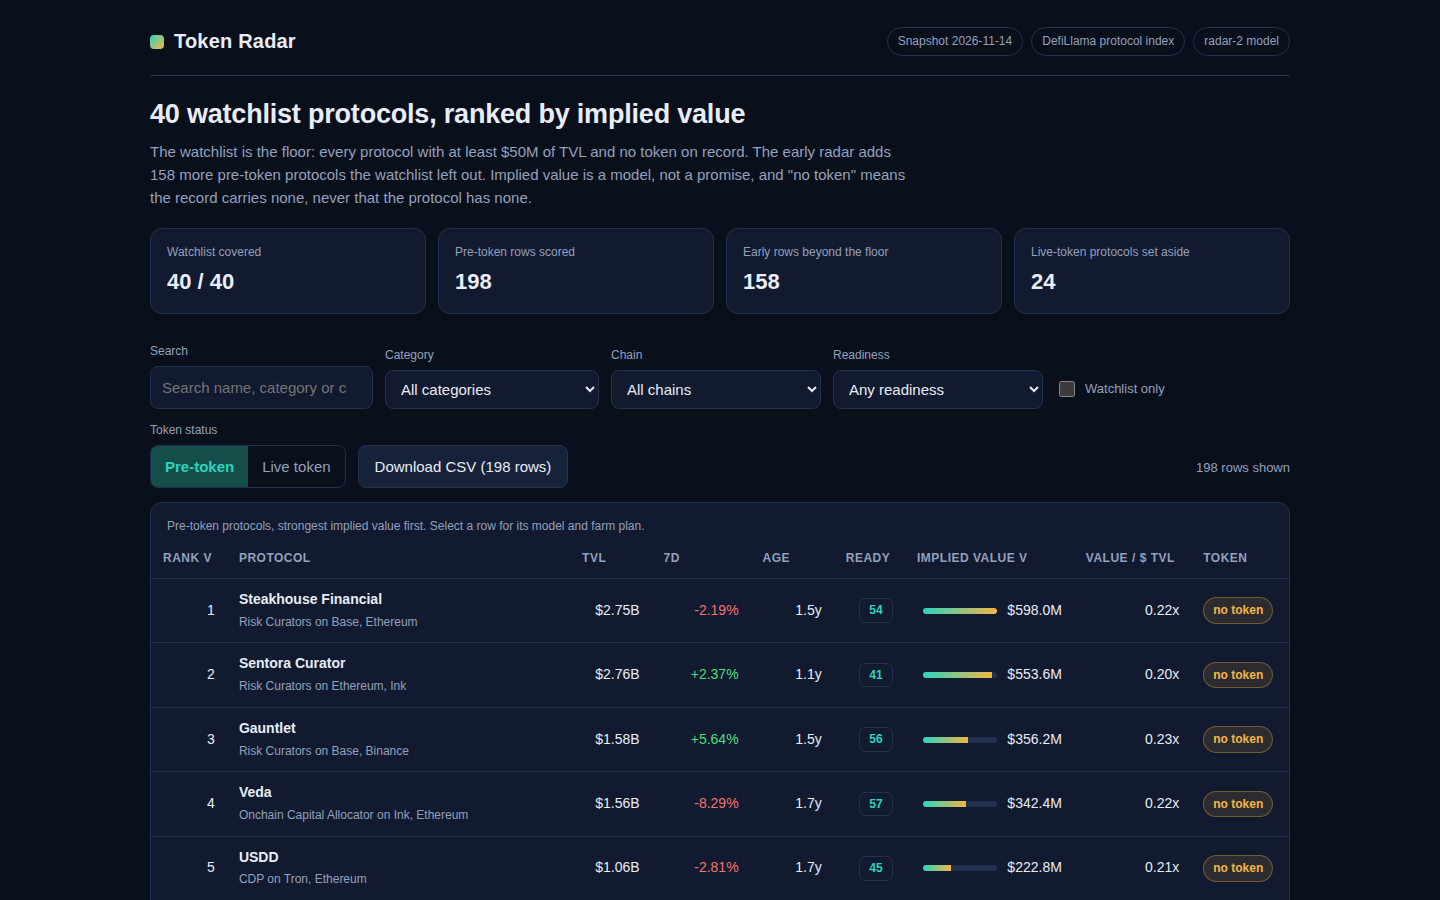 Token Radar
Snapshot 2026-11-14
DefiLlama protocol index
radar-2 model
40 watchlist protocols, ranked by implied value
The watchlist is the floor: every protocol with at least $50M of TVL and no token on record. The early radar adds
158 more pre-token protocols the watchlist left out. Implied value is a model, not a promise, and "no token" means
the record carries none, never that the protocol has none.
Watchlist covered
40 / 40
Pre-token rows scored
198
Early rows beyond the floor
158
Live-token protocols set aside
24
Search
Search name, category or c
Category
All categories
Chain
All chains
Readiness
Any readiness
Watchlist only
Token status
Pre-token
Live token
Download CSV (198 rows)
198 rows shown
Pre-token protocols, strongest implied value first. Select a row for its model and farm plan.
RANK V PROTOCOL TVL 7D AGE READY IMPLIED VALUE V VALUE / $ TVL TOKEN
1 Steakhouse Financial $2.75B -2.19% 1.5y 54 $598.0M 0.22x no token
Risk Curators on Base, Ethereum
2 Sentora Curator $2.76B +2.37% 1.1y 41 $553.6M 0.20x no token
Risk Curators on Ethereum, Ink
3 Gauntlet $1.58B +5.64% 1.5y 56 $356.2M 0.23x no token
Risk Curators on Base, Binance
4 Veda $1.56B -8.29% 1.7y 57 $342.4M 0.22x no token
Onchain Capital Allocator on Ink, Ethereum
5 USDD $1.06B -2.81% 1.7y 45 $222.8M 0.21x no token
CDP on Tron, Ethereum